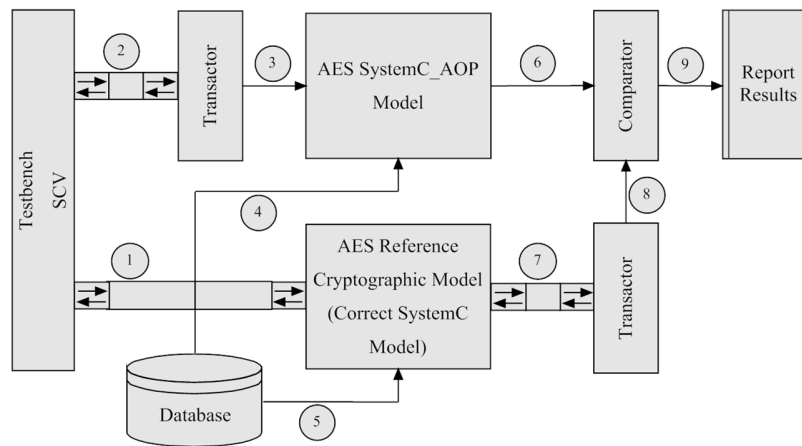 2
Transactor
3
AES SystemC_AOP
Model
6
Comparator
9
Report
Results
Testbench
SCV
4
8
1
AES Reference
Cryptographic Model
(Correct SystemC
Model)
7
Transactor
Database
5